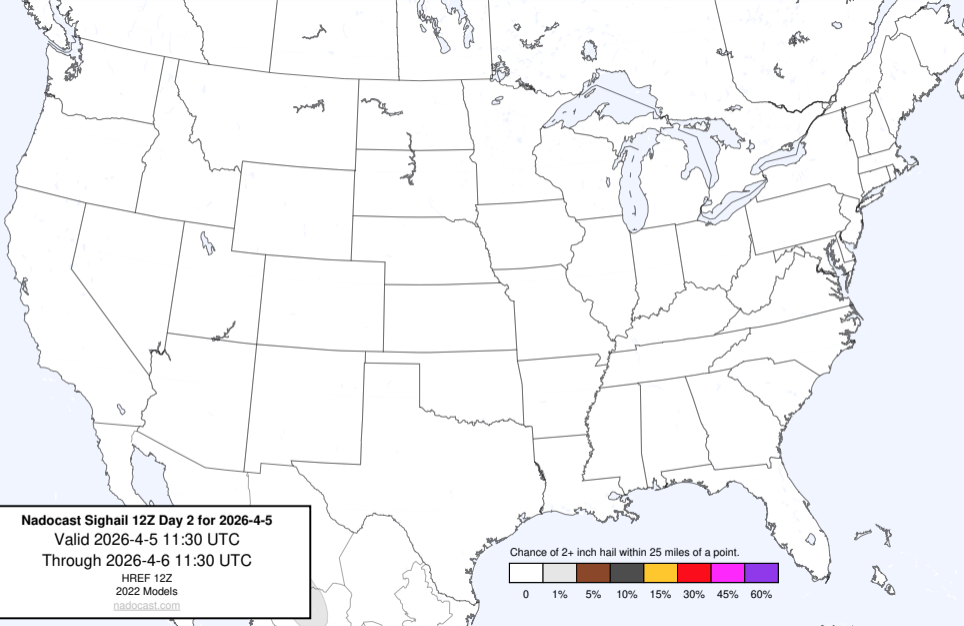 Nadocast Sighail 12Z Day 2 for 2026-4-5
Valid 2026-4-5 11:30 UTC
Through 2026-4-6 11:30 UTC
HREF 12Z
2022 Models
nadocast.com
Chance of 2+ inch hail within 25 miles of a point.
0 1% 5% 10% 15% 30% 45% 60%